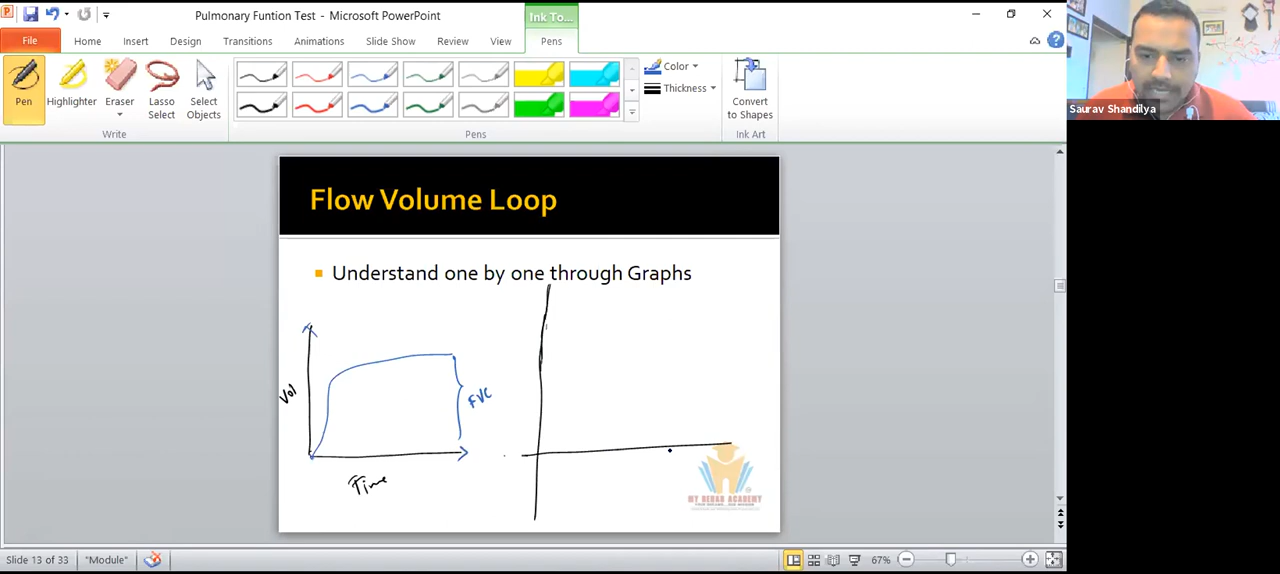 Pulmonary Funtion Test - Microsoft PowerPoint
Ink To...
File
Home
Insert
Design
Transitions
Animations
Slide Show
Review
View
Pens
Pen
Highlighter
Eraser
Lasso
Select
Select
Objects
Color
Thickness
Convert
to Shapes
Write
Pens
Ink Art
Saurav Shandilya
Flow Volume Loop
Understand one by one through Graphs
Vol
FVC
Time
MY BEHAR ACADEMY
Slide 13 of 33
"Module"
67%